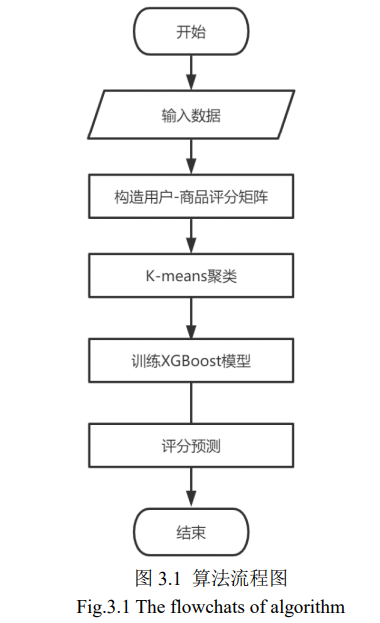 开始
输入数据
构造用户-商品评分矩阵
K-means聚类
训练XGBoost模型
评分预测
结束
图 3.1 算法流程图
Fig.3.1 The flowchats of algorithm